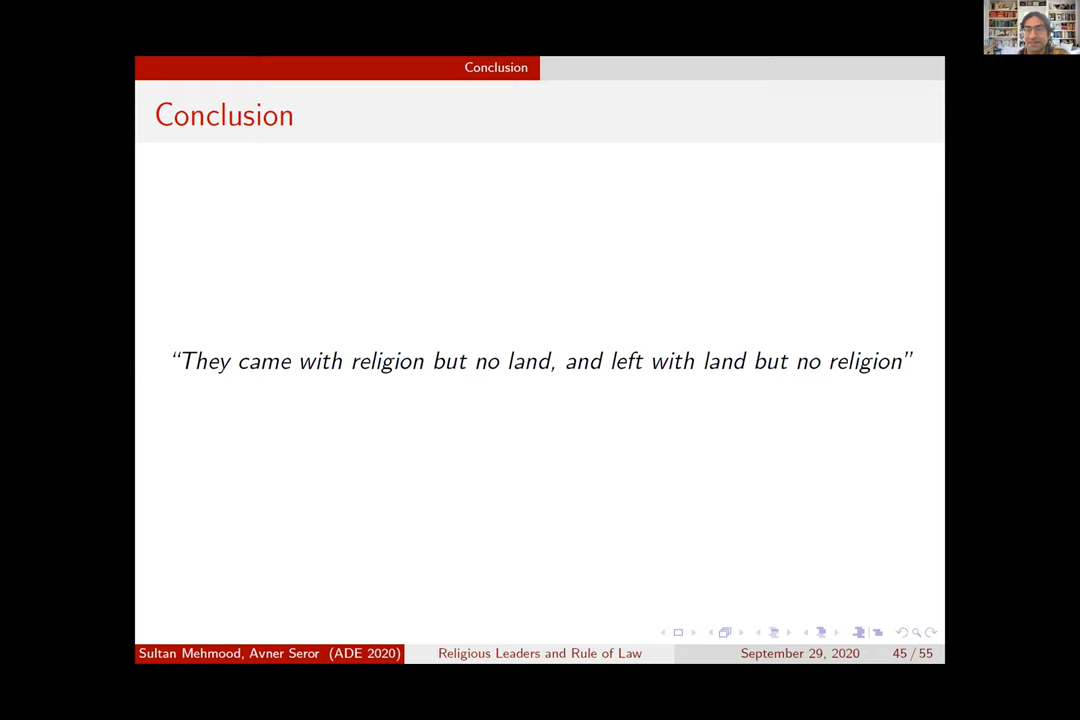 Conclusion
Conclusion
“They came with religion but no land, and left with land but no religion”
Sultan Mehmood, Avner Seror (ADE 2020) Religious Leaders and Rule of Law September 29, 2020 45 / 55